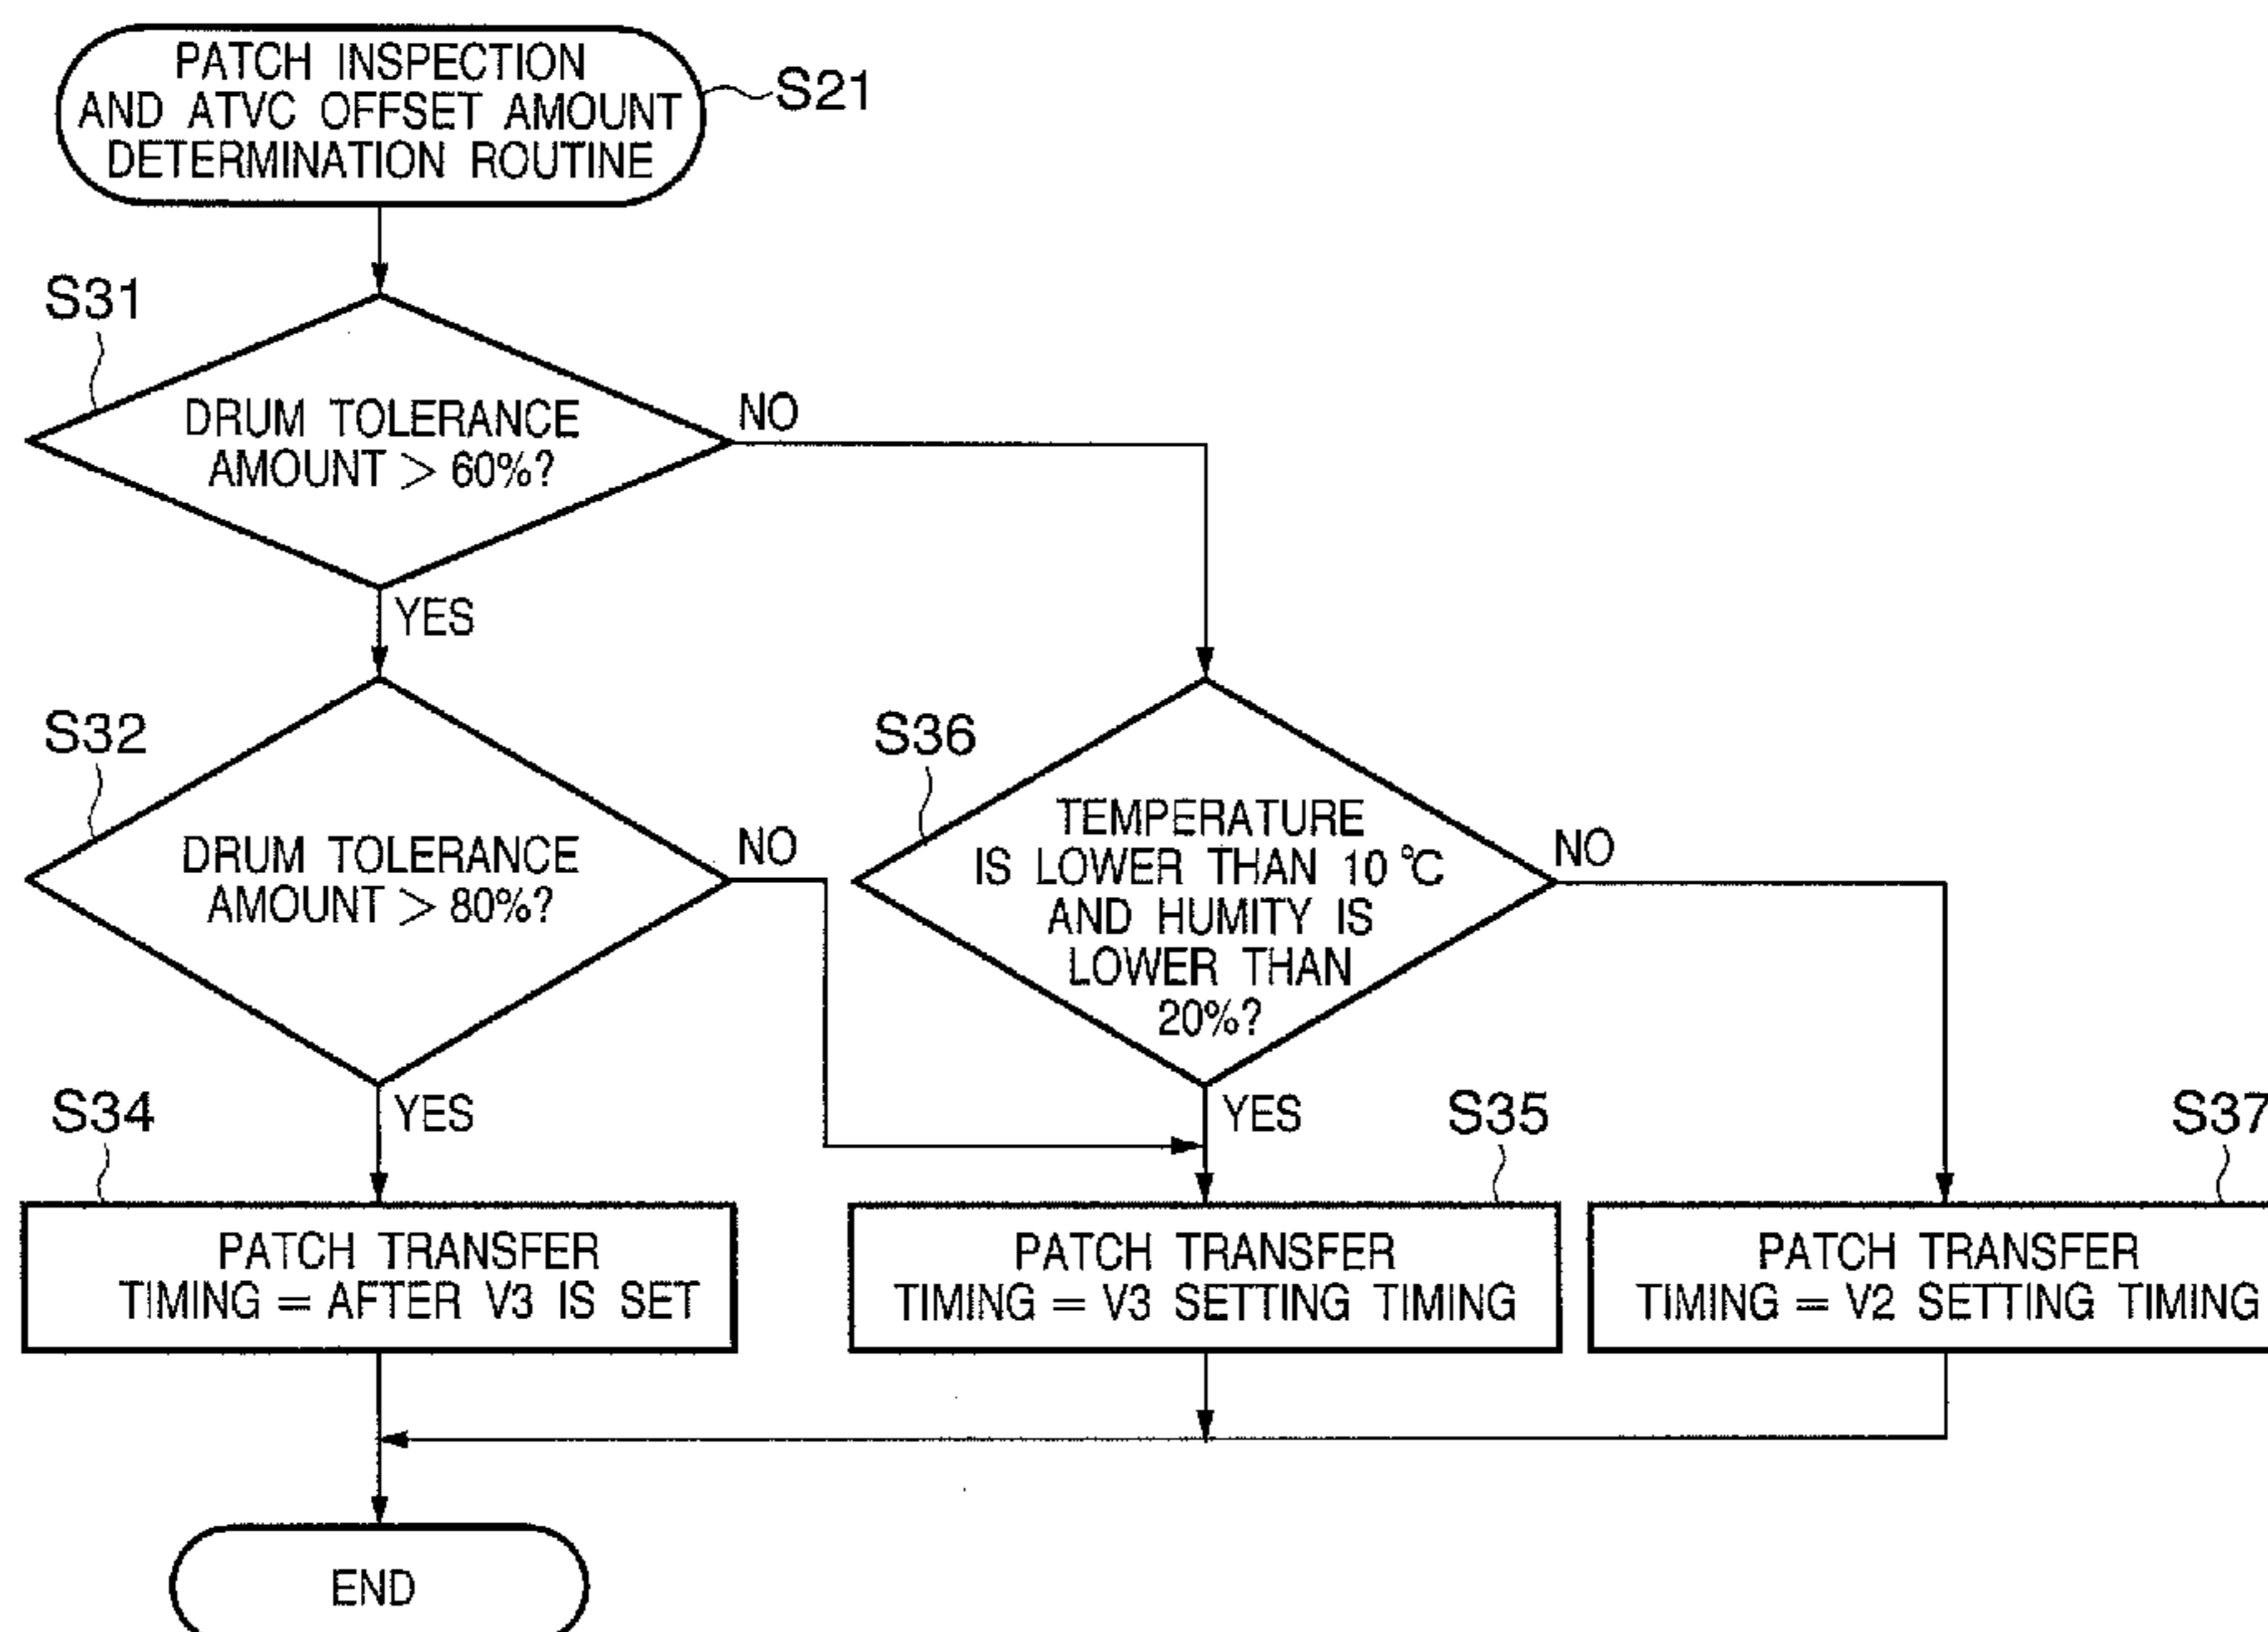 PATCH INSPECTION
AND ATVC OFFSET AMOUNT
DETERMINATION ROUTINE
S21
S31
DRUM TOLERANCE
AMOUNT > 60%?
NO
YES
S32
DRUM TOLERANCE
AMOUNT > 80%?
NO
YES
S36
TEMPERATURE
IS LOWER THAN 10 °C
AND HUMITY IS
LOWER THAN
20%?
NO
YES
S34
PATCH TRANSFER
TIMING = AFTER V3 IS SET
S35
PATCH TRANSFER
TIMING = V3 SETTING TIMING
S37
PATCH TRANSFER
TIMING = V2 SETTING TIMING
END